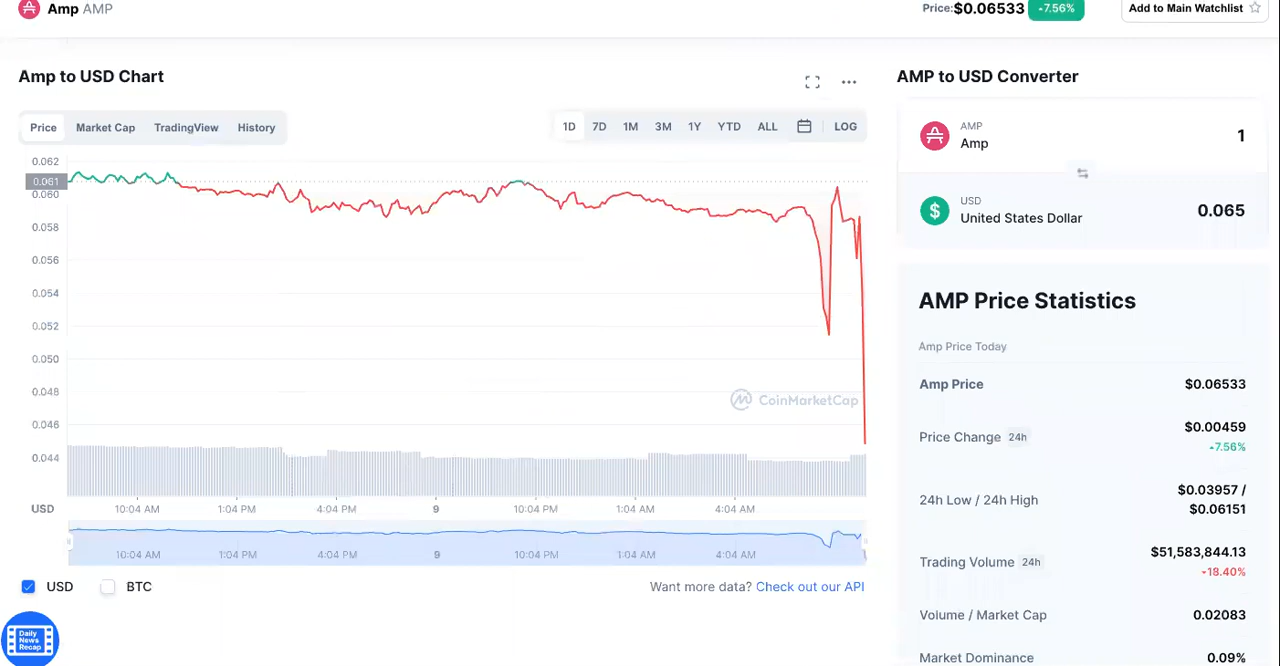 Amp AMP
Price:$0.06533 7.56%
Add to Main Watchlist
Amp to USD Chart
AMP to USD Converter
Price Market Cap TradingView History
1D 7D 1M 3M 1Y YTD ALL LOG
AMP
Amp
1
USD
United States Dollar
0.065
0.062
0.061
0.060
0.058
0.056
0.054
0.052
0.050
0.048
0.046
0.044
CoinMarketCap
USD
10:04 AM 1:04 PM 4:04 PM 9 10:04 PM 1:04 AM 4:04 AM
10:04 AM 1:04 PM 4:04 PM 9 10:04 PM 1:04 AM 4:04 AM
USD BTC
Want more data? Check out our API
AMP Price Statistics
Amp Price Today
Amp Price $0.06533
Price Change 24h $0.00459
7.56%
24h Low / 24h High $0.03957 /
$0.06151
Trading Volume 24h $51,583,844.13
18.40%
Volume / Market Cap 0.02083
Market Dominance 0.09%
Daily
News
Recap